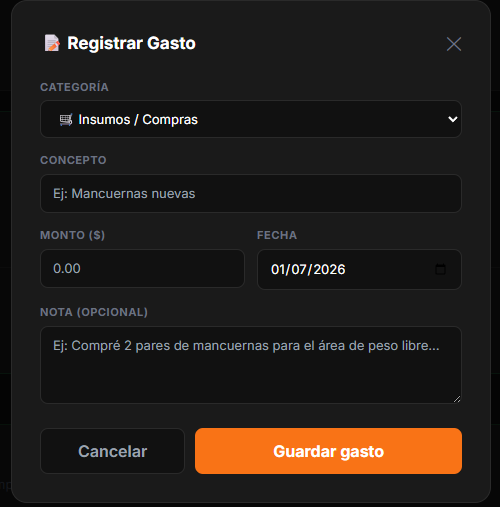 Registrar Gasto
CATEGORÍA
Insumos / Compras
CONCEPTO
Ej: Mancuernas nuevas
MONTO ($) FECHA
0.00 01/07/2026
NOTA (OPCIONAL)
Ej: Compré 2 pares de mancuernas para el área de peso libre...
Cancelar Guardar gasto